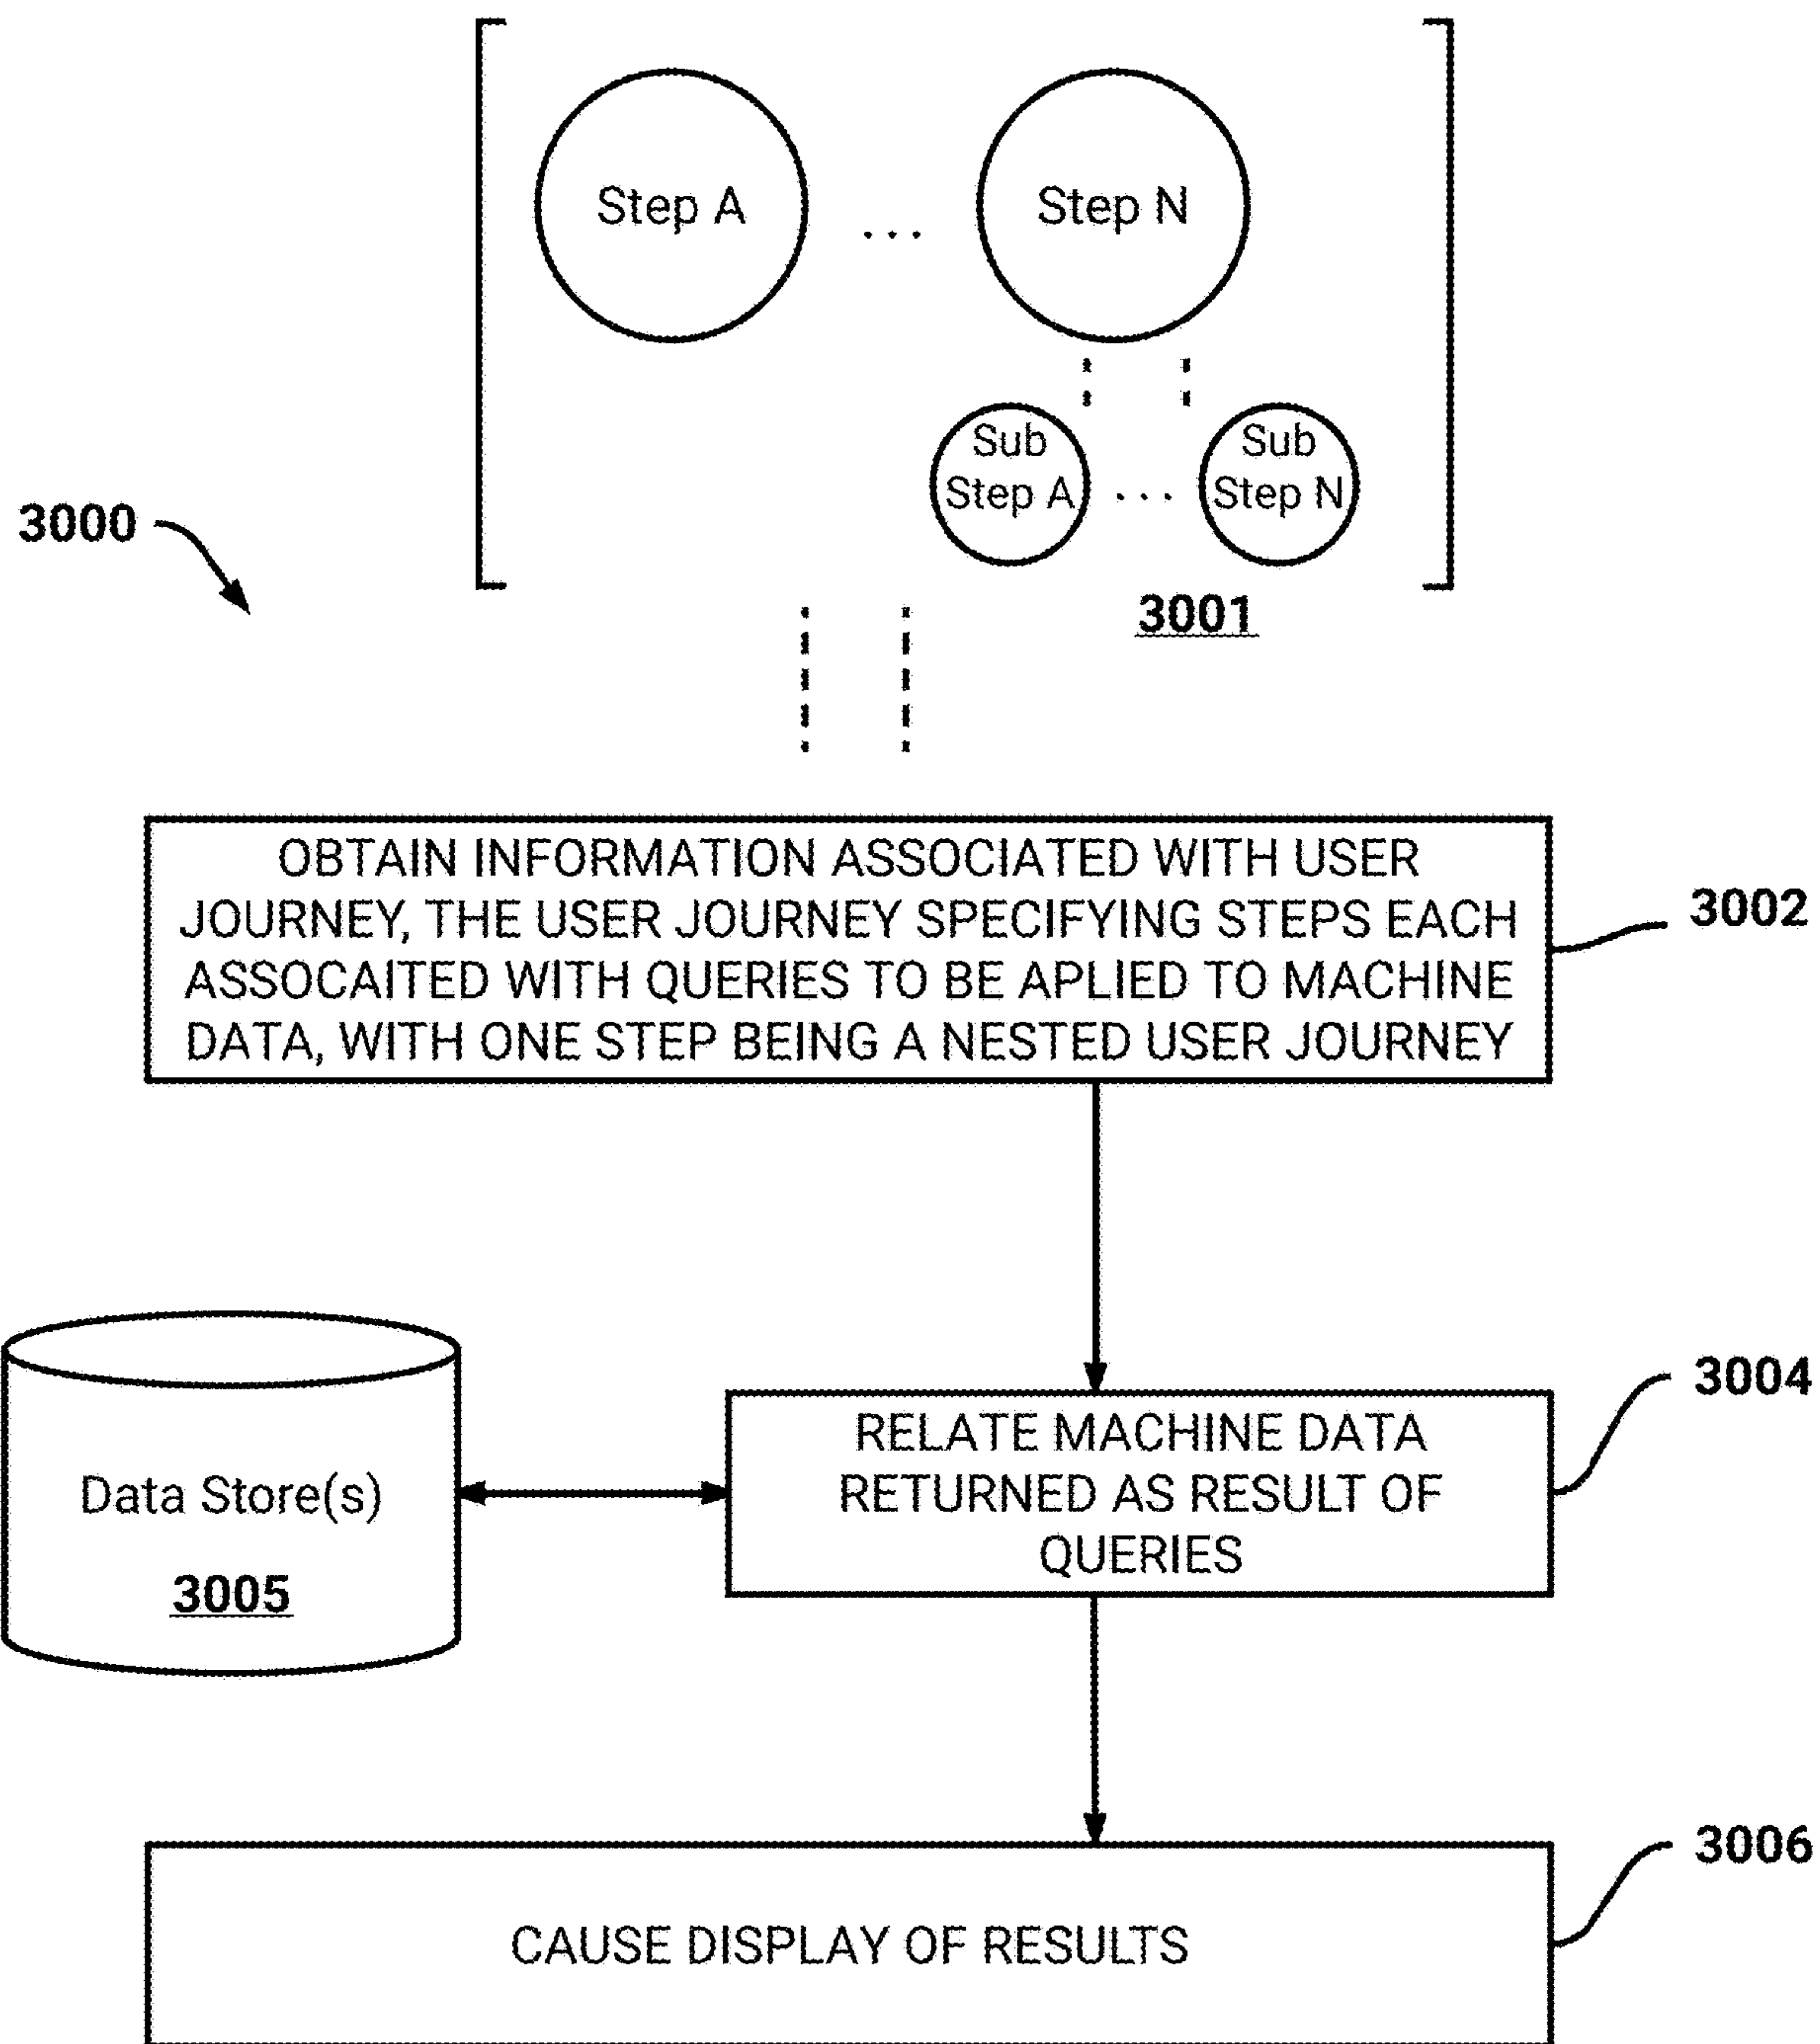 Step A
...
Step N
Sub
Step A
...
Sub
Step N
3000
3001
OBTAIN INFORMATION ASSOCIATED WITH USER
JOURNEY, THE USER JOURNEY SPECIFYING STEPS EACH
ASSOCAITED WITH QUERIES TO BE APLIED TO MACHINE
DATA, WITH ONE STEP BEING A NESTED USER JOURNEY
3002
Data Store(s)
3005
RELATE MACHINE DATA
RETURNED AS RESULT OF
QUERIES
3004
CAUSE DISPLAY OF RESULTS
3006